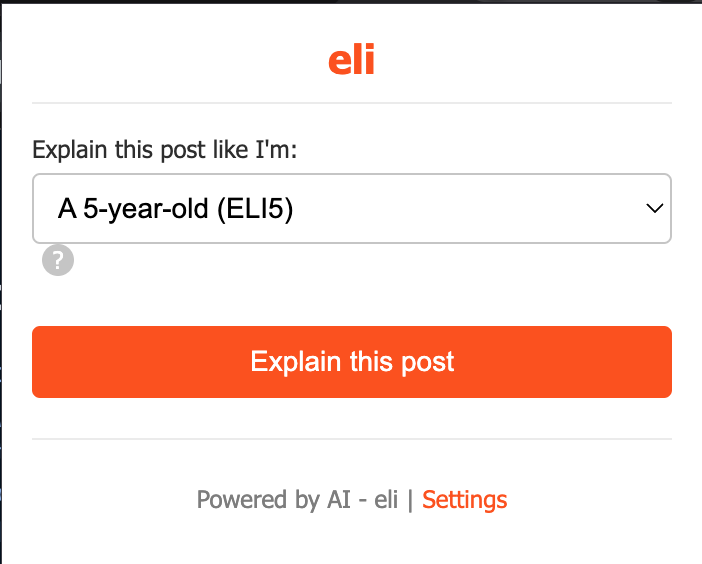 eli
Explain this post like I'm:
A 5-year-old (ELI5)
?
Explain this post
Powered by AI - eli | Settings